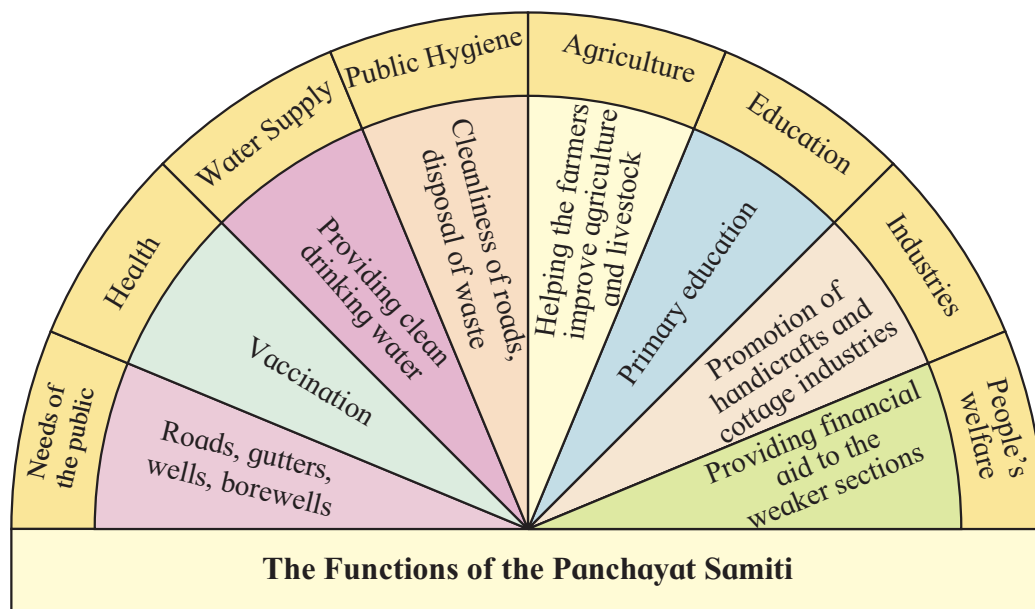 Needs of
the public
Roads, gutters,
wells, borewells
Health
Vaccination
Water Supply
Providing clean
drinking water
Public Hygiene
Cleanliness of roads,
disposal of waste
Agriculture
Helping the farmers
improve agriculture
and livestock
Education
Primary education
Industries
Promotion of
handicrafts and
cottage industries
People's
welfare
Providing financial
aid to the
weaker sections
The Functions of the Panchayat Samiti